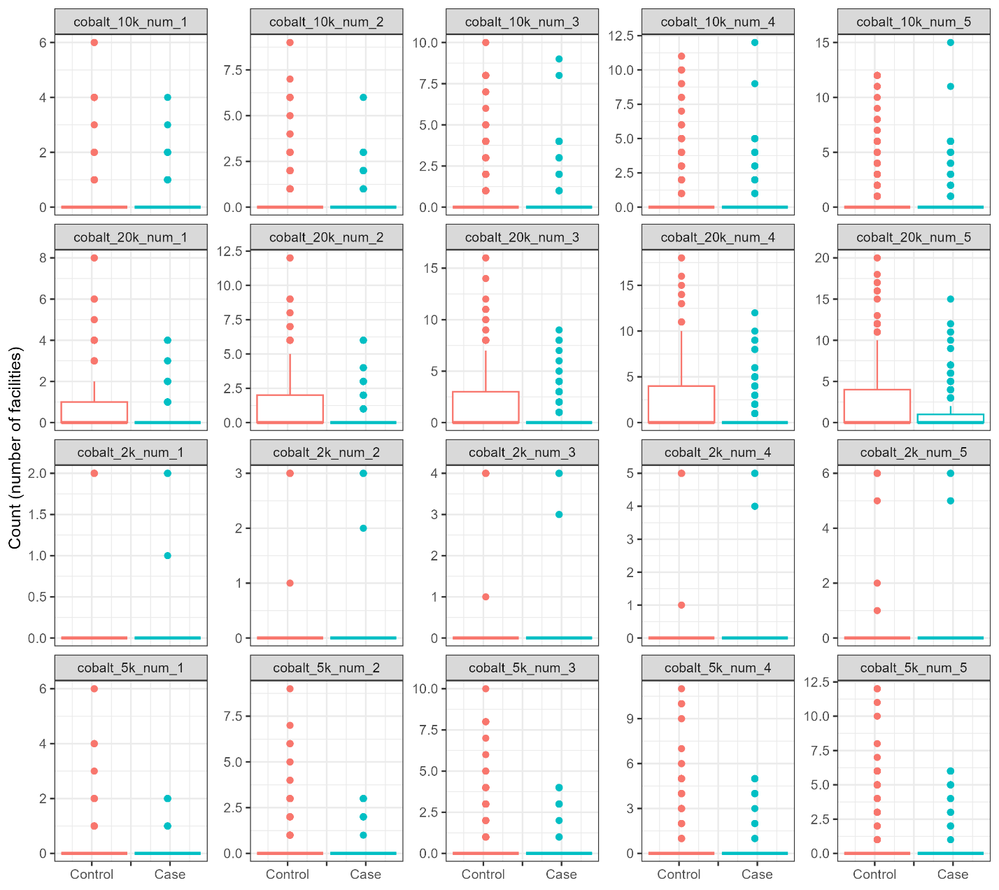 cobalt_10k_num_1 cobalt_10k_num_2 cobalt_10k_num_3 cobalt_10k_num_4 cobalt_10k_num_5
6 7.5 10.0 12.5 15
4 5.0 7.5 10.0 10
2 2.5 5.0 7.5 5
0 0.0 2.5 5.0 0
0.0 2.5
0.0
cobalt_20k_num_1 cobalt_20k_num_2 cobalt_20k_num_3 cobalt_20k_num_4 cobalt_20k_num_5
8 12.5 15 15 20
6 10.0 10 10 15
4 7.5 5 5 10
2 5.0 0 0 5
0 2.5 0
0.0
Count (number of facilities)
cobalt_2k_num_1 cobalt_2k_num_2 cobalt_2k_num_3 cobalt_2k_num_4 cobalt_2k_num_5
2.0 3 4 5 6
1.5 2 3 4 4
1.0 1 2 3 2
0.5 0 1 2 0
0.0 0 1
0
cobalt_5k_num_1 cobalt_5k_num_2 cobalt_5k_num_3 cobalt_5k_num_4 cobalt_5k_num_5
6 7.5 10.0 9 12.5
4 5.0 7.5 6 10.0
2 2.5 5.0 3 7.5
0 0.0 2.5 0 5.0
0.0 2.5
0.0
Control Case Control Case Control Case Control Case Control Case